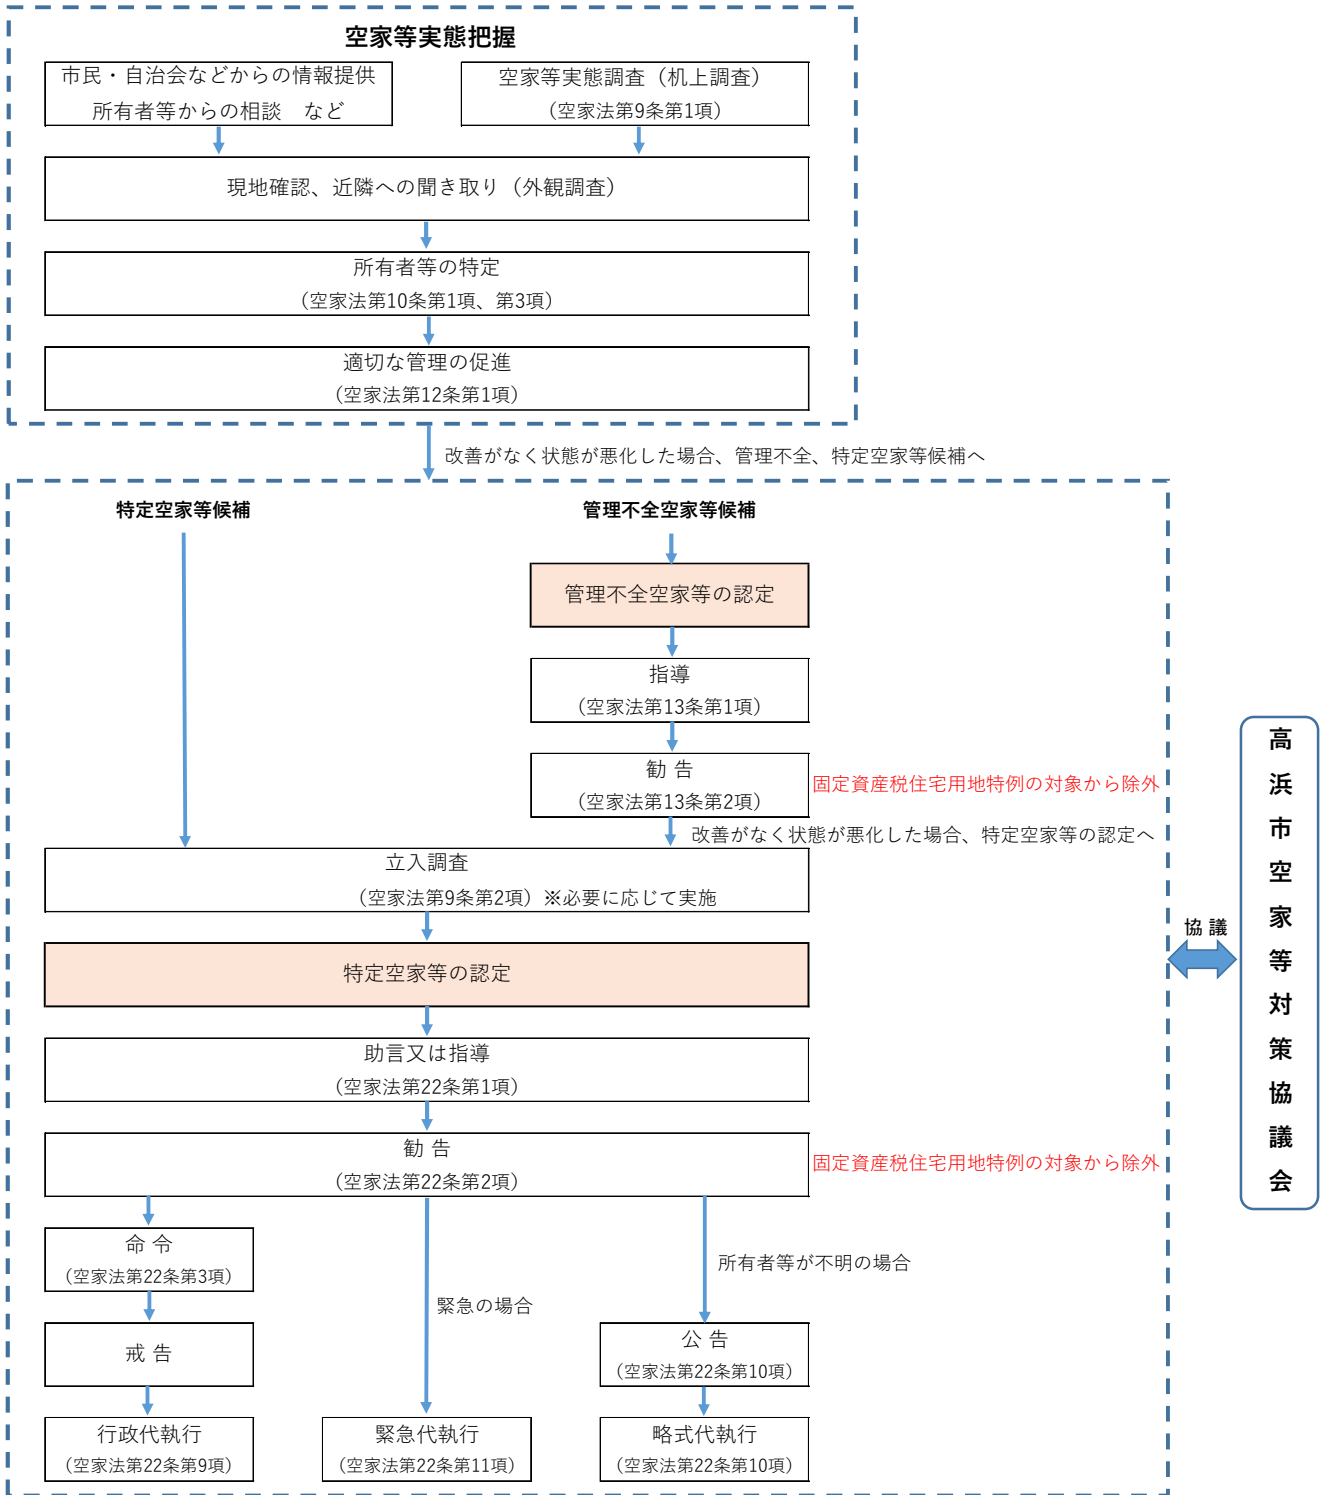 空家等実態把握
市民・自治会などからの情報提供
所有者等からの相談　など
空家等実態調査（机上調査）
（空家法第9条第1項）
現地確認、近隣への聞き取り（外観調査）
所有者等の特定
（空家法第10条第1項、第3項）
適切な管理の促進
（空家法第12条第1項）
改善がなく状態が悪化した場合、管理不全、特定空家等候補へ
特定空家等候補
管理不全空家等候補
管理不全空家等の認定
指導
（空家法第13条第1項）
勧 告
（空家法第13条第2項）
固定資産税住宅用地特例の対象から除外
改善がなく状態が悪化した場合、特定空家等の認定へ
立入調査
（空家法第9条第2項）※必要に応じて実施
特定空家等の認定
助言又は指導
（空家法第22条第1項）
勧 告
（空家法第22条第2項）
固定資産税住宅用地特例の対象から除外
命 令
（空家法第22条第3項）
所有者等が不明の場合
緊急の場合
戒 告
公 告
（空家法第22条第10項）
行政代執行
（空家法第22条第9項）
緊急代執行
（空家法第22条第11項）
略式代執行
（空家法第22条第10項）
協 議
高浜市空家等対策協議会